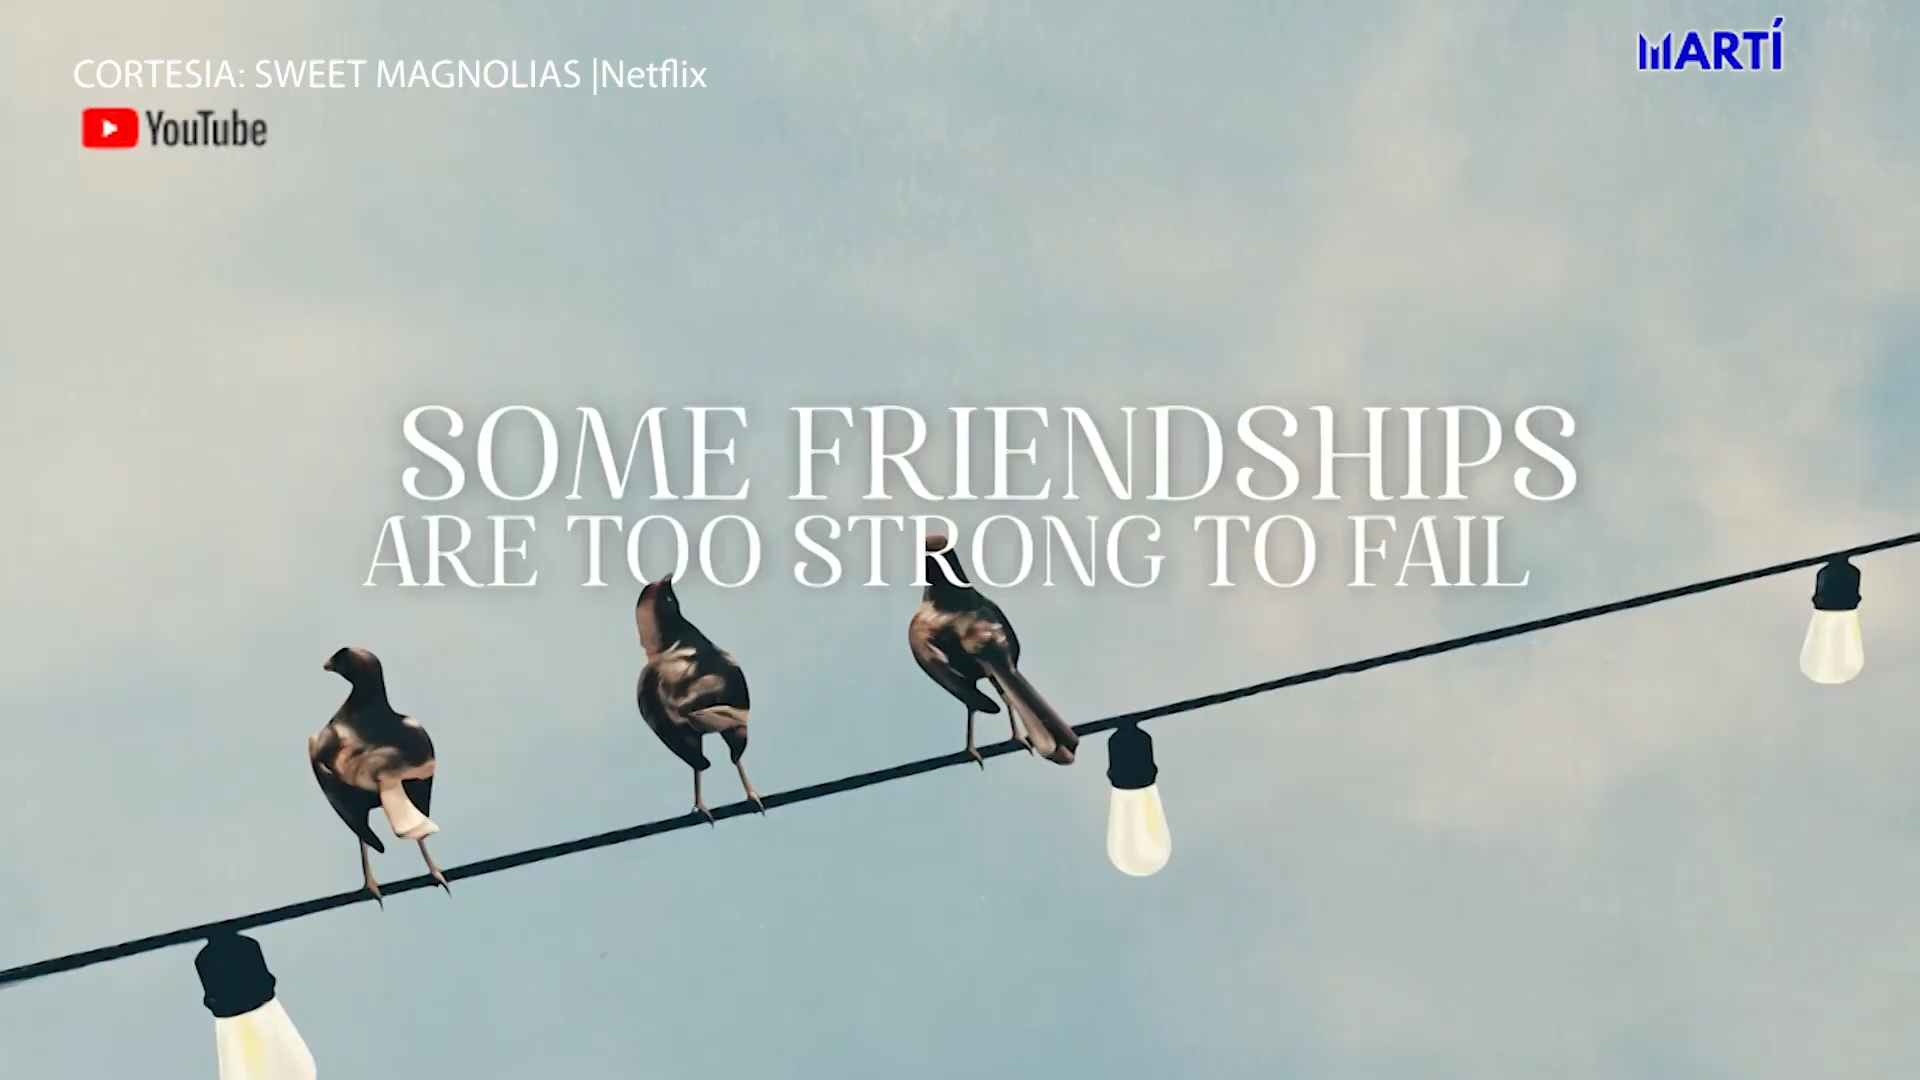 CORTESIA: SWEET MAGNOLIAS |Netflix
YouTube
MARTÍ
SOME FRIENDSHIPS
ARE TOO STRONG TO FAIL